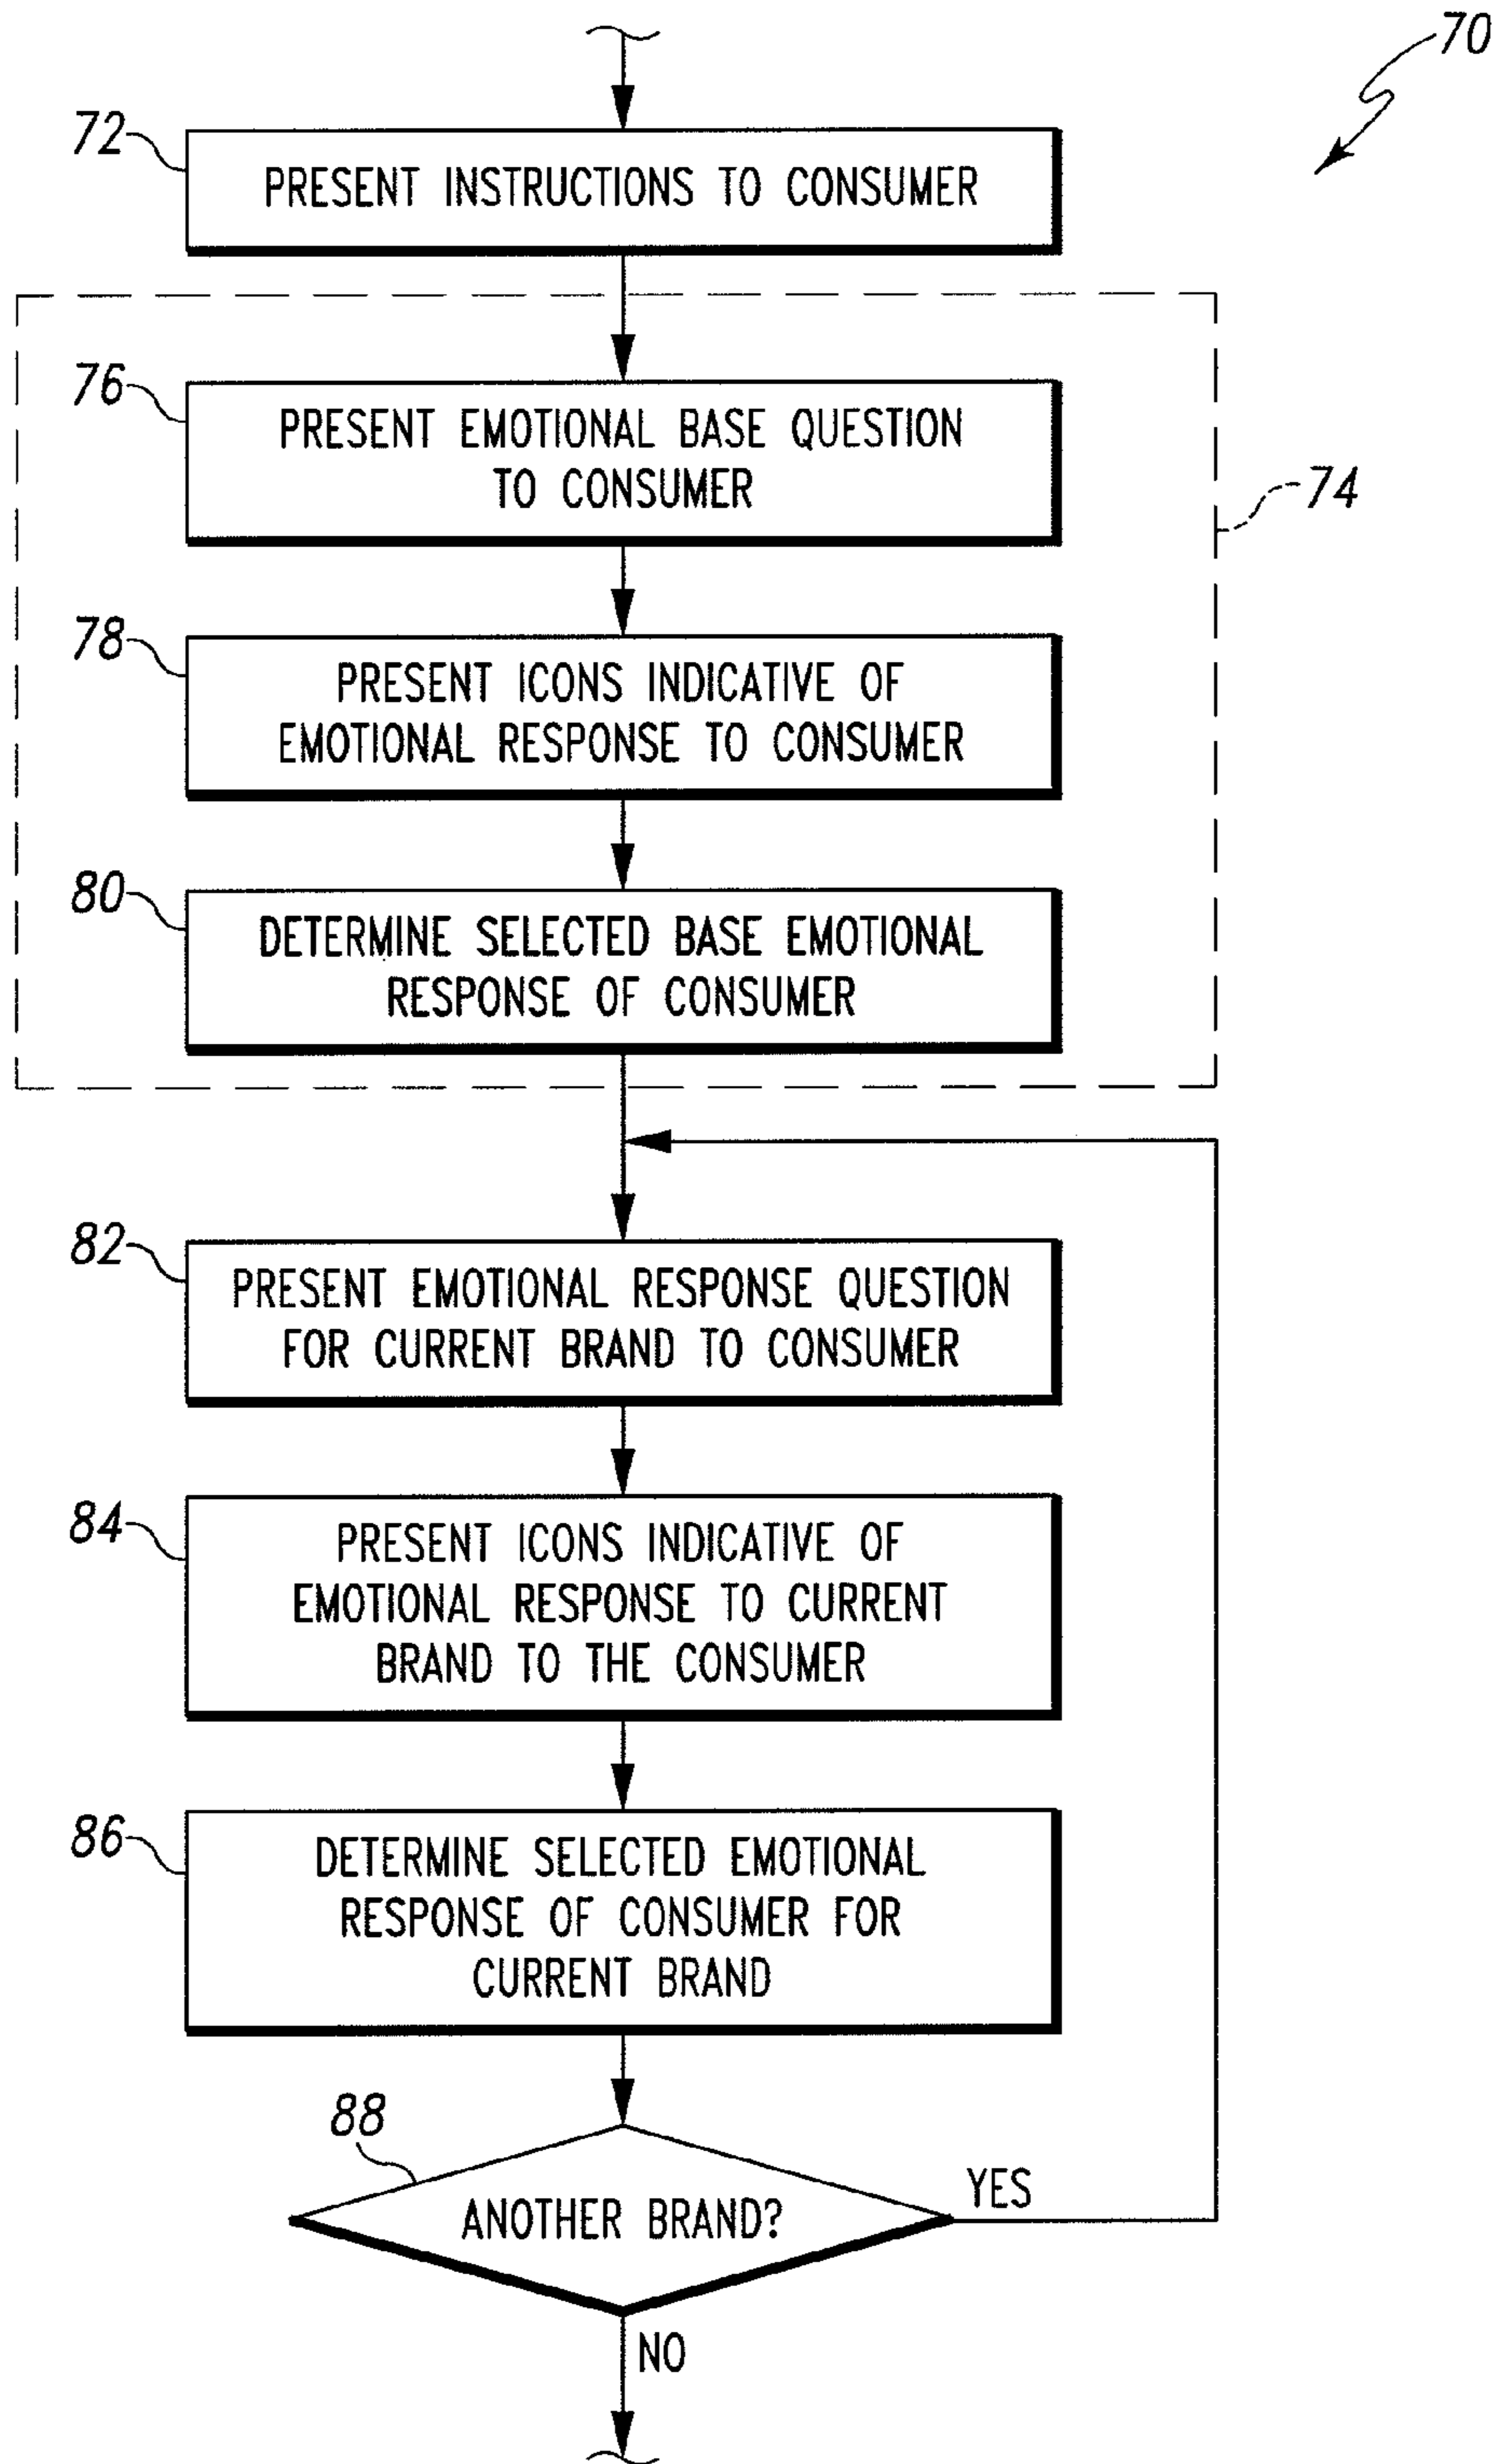 70
72
PRESENT INSTRUCTIONS TO CONSUMER
76
PRESENT EMOTIONAL BASE QUESTION
TO CONSUMER
74
78
PRESENT ICONS INDICATIVE OF
EMOTIONAL RESPONSE TO CONSUMER
80
DETERMINE SELECTED BASE EMOTIONAL
RESPONSE OF CONSUMER
82
PRESENT EMOTIONAL RESPONSE QUESTION
FOR CURRENT BRAND TO CONSUMER
84
PRESENT ICONS INDICATIVE OF
EMOTIONAL RESPONSE TO CURRENT
BRAND TO THE CONSUMER
86
DETERMINE SELECTED EMOTIONAL
RESPONSE OF CONSUMER FOR
CURRENT BRAND
88
ANOTHER BRAND?
YES
NO